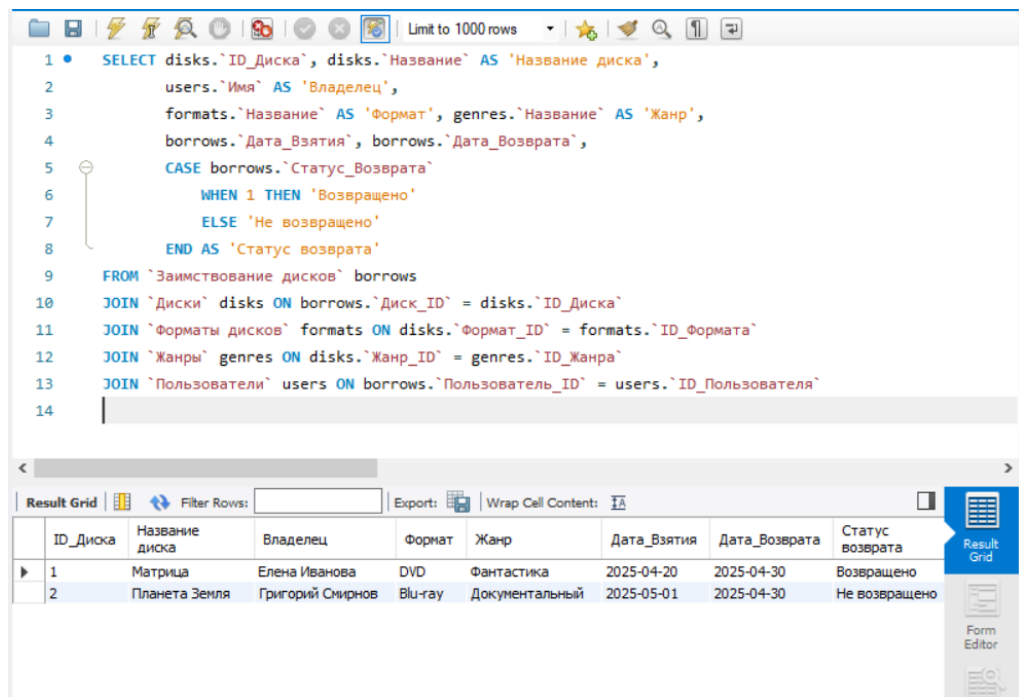 Limit to 1000 rows
1 SELECT disks.`ID_Диска`, disks.`Название` AS 'Название диска',
2 users.`Имя` AS 'Владелец',
3 formats.`Название` AS 'Формат', genres.`Название` AS 'Жанр',
4 borrows.`Дата_Взятия`, borrows.`Дата_Возврата`,
5 CASE borrows.`Статус_Возврата`
6 WHEN 1 THEN 'Возвращено'
7 ELSE 'Не возвращено'
8 END AS 'Статус возврата'
9 FROM `Заимствование дисков` borrows
10 JOIN `Диски` disks ON borrows.`Диск_ID` = disks.`ID_Диска`
11 JOIN `Форматы дисков` formats ON disks.`Формат_ID` = formats.`ID_Формата`
12 JOIN `Жанры` genres ON disks.`Жанр_ID` = genres.`ID_Жанра`
13 JOIN `Пользователи` users ON borrows.`Пользователь_ID` = users.`ID_Пользователя`
14
Result Grid Filter Rows: Export: Wrap Cell Content: IA
ID_Диска Название диска Владелец Формат Жанр Дата_Взятия Дата_Возврата Статус возврата
1 Матрица Елена Иванова DVD Фантастика 2025-04-20 2025-04-30 Возвращено
2 Планета Земля Григорий Смирнов Blu-ray Документальный 2025-05-01 2025-04-30 Не возвращено
Result
Grid
Form
Editor